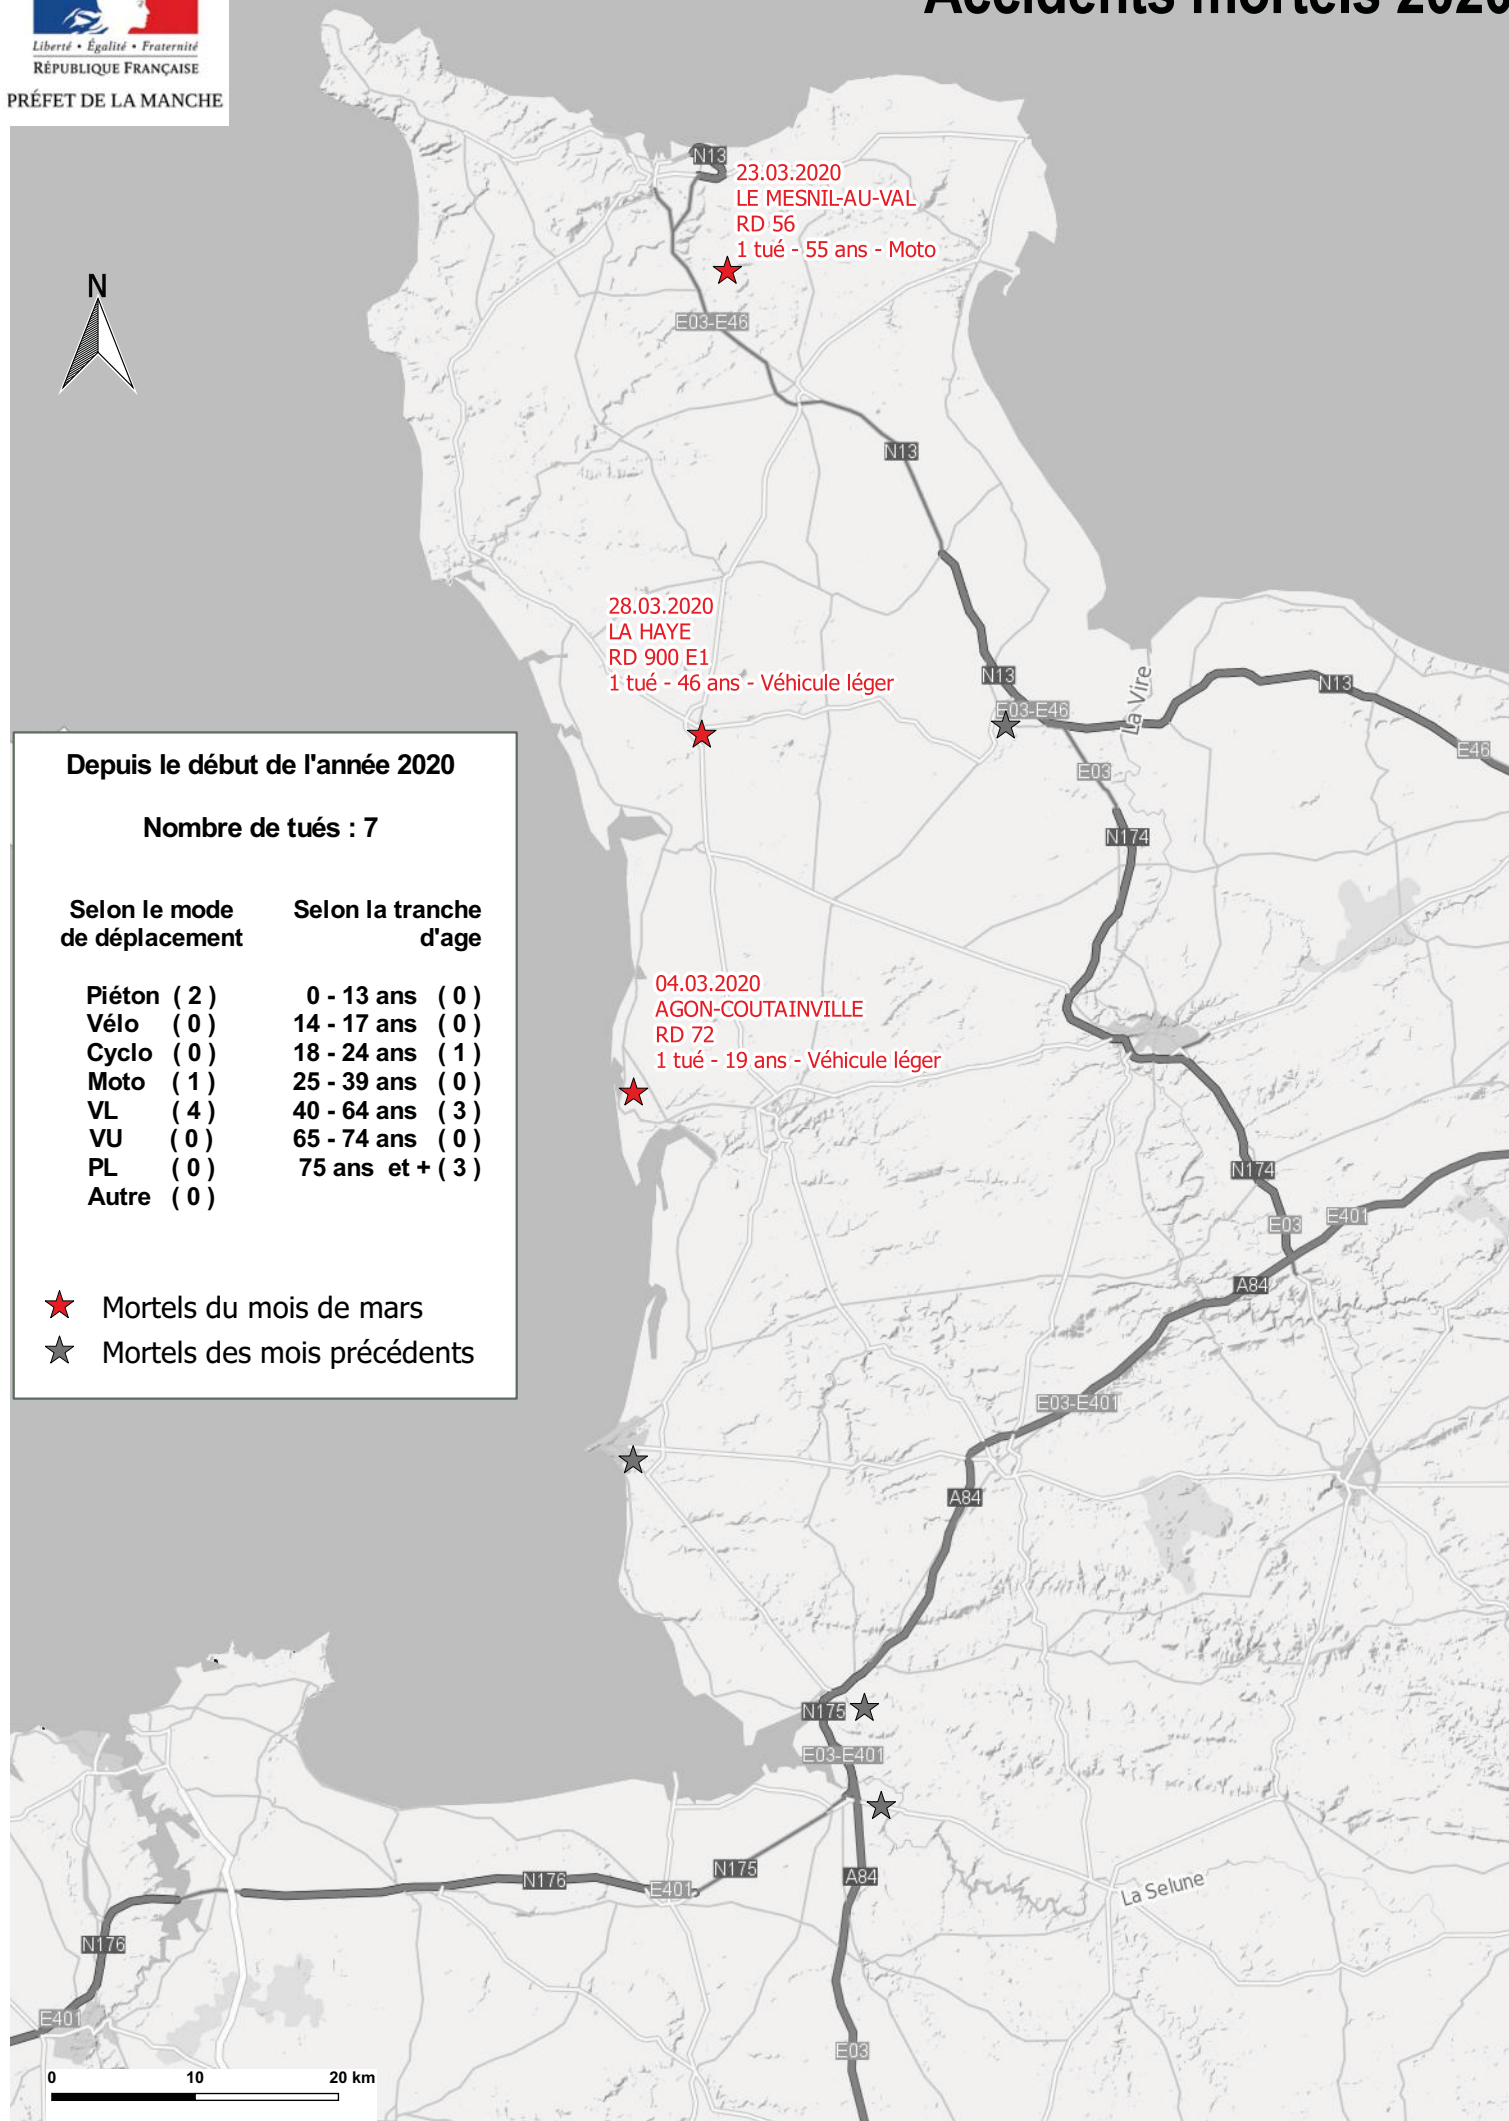 Accidents mortels 2020
Liberté • Égalité • Fraternité
RÉPUBLIQUE FRANÇAISE
PRÉFET DE LA MANCHE
N
N13
23.03.2020
LE MESNIL-AU-VAL
RD 56
1 tué - 55 ans - Moto
E03-E46
N13
28.03.2020
LA HAYE
RD 900 E1
1 tué - 46 ans - Véhicule léger
N13
E03-E46
La Vire
N13
E46
E03
N174
Depuis le début de l'année 2020
Nombre de tués : 7
Selon le mode
de déplacement
Piéton ( 2 )
Vélo ( 0 )
Cyclo ( 0 )
Moto ( 1 )
VL ( 4 )
VU ( 0 )
PL ( 0 )
Autre ( 0 )
Selon la tranche
d'age
0 - 13 ans ( 0 )
14 - 17 ans ( 0 )
18 - 24 ans ( 1 )
25 - 39 ans ( 0 )
40 - 64 ans ( 3 )
65 - 74 ans ( 0 )
75 ans et + ( 3 )
Mortels du mois de mars
Mortels des mois précédents
04.03.2020
AGON-COUTAINVILLE
RD 72
1 tué - 19 ans - Véhicule léger
N174
E03
E401
A84
E03-E401
A84
N175
E03-E401
N175
N176
E401
A84
La Selune
N176
E401
E03
0 10 20 km